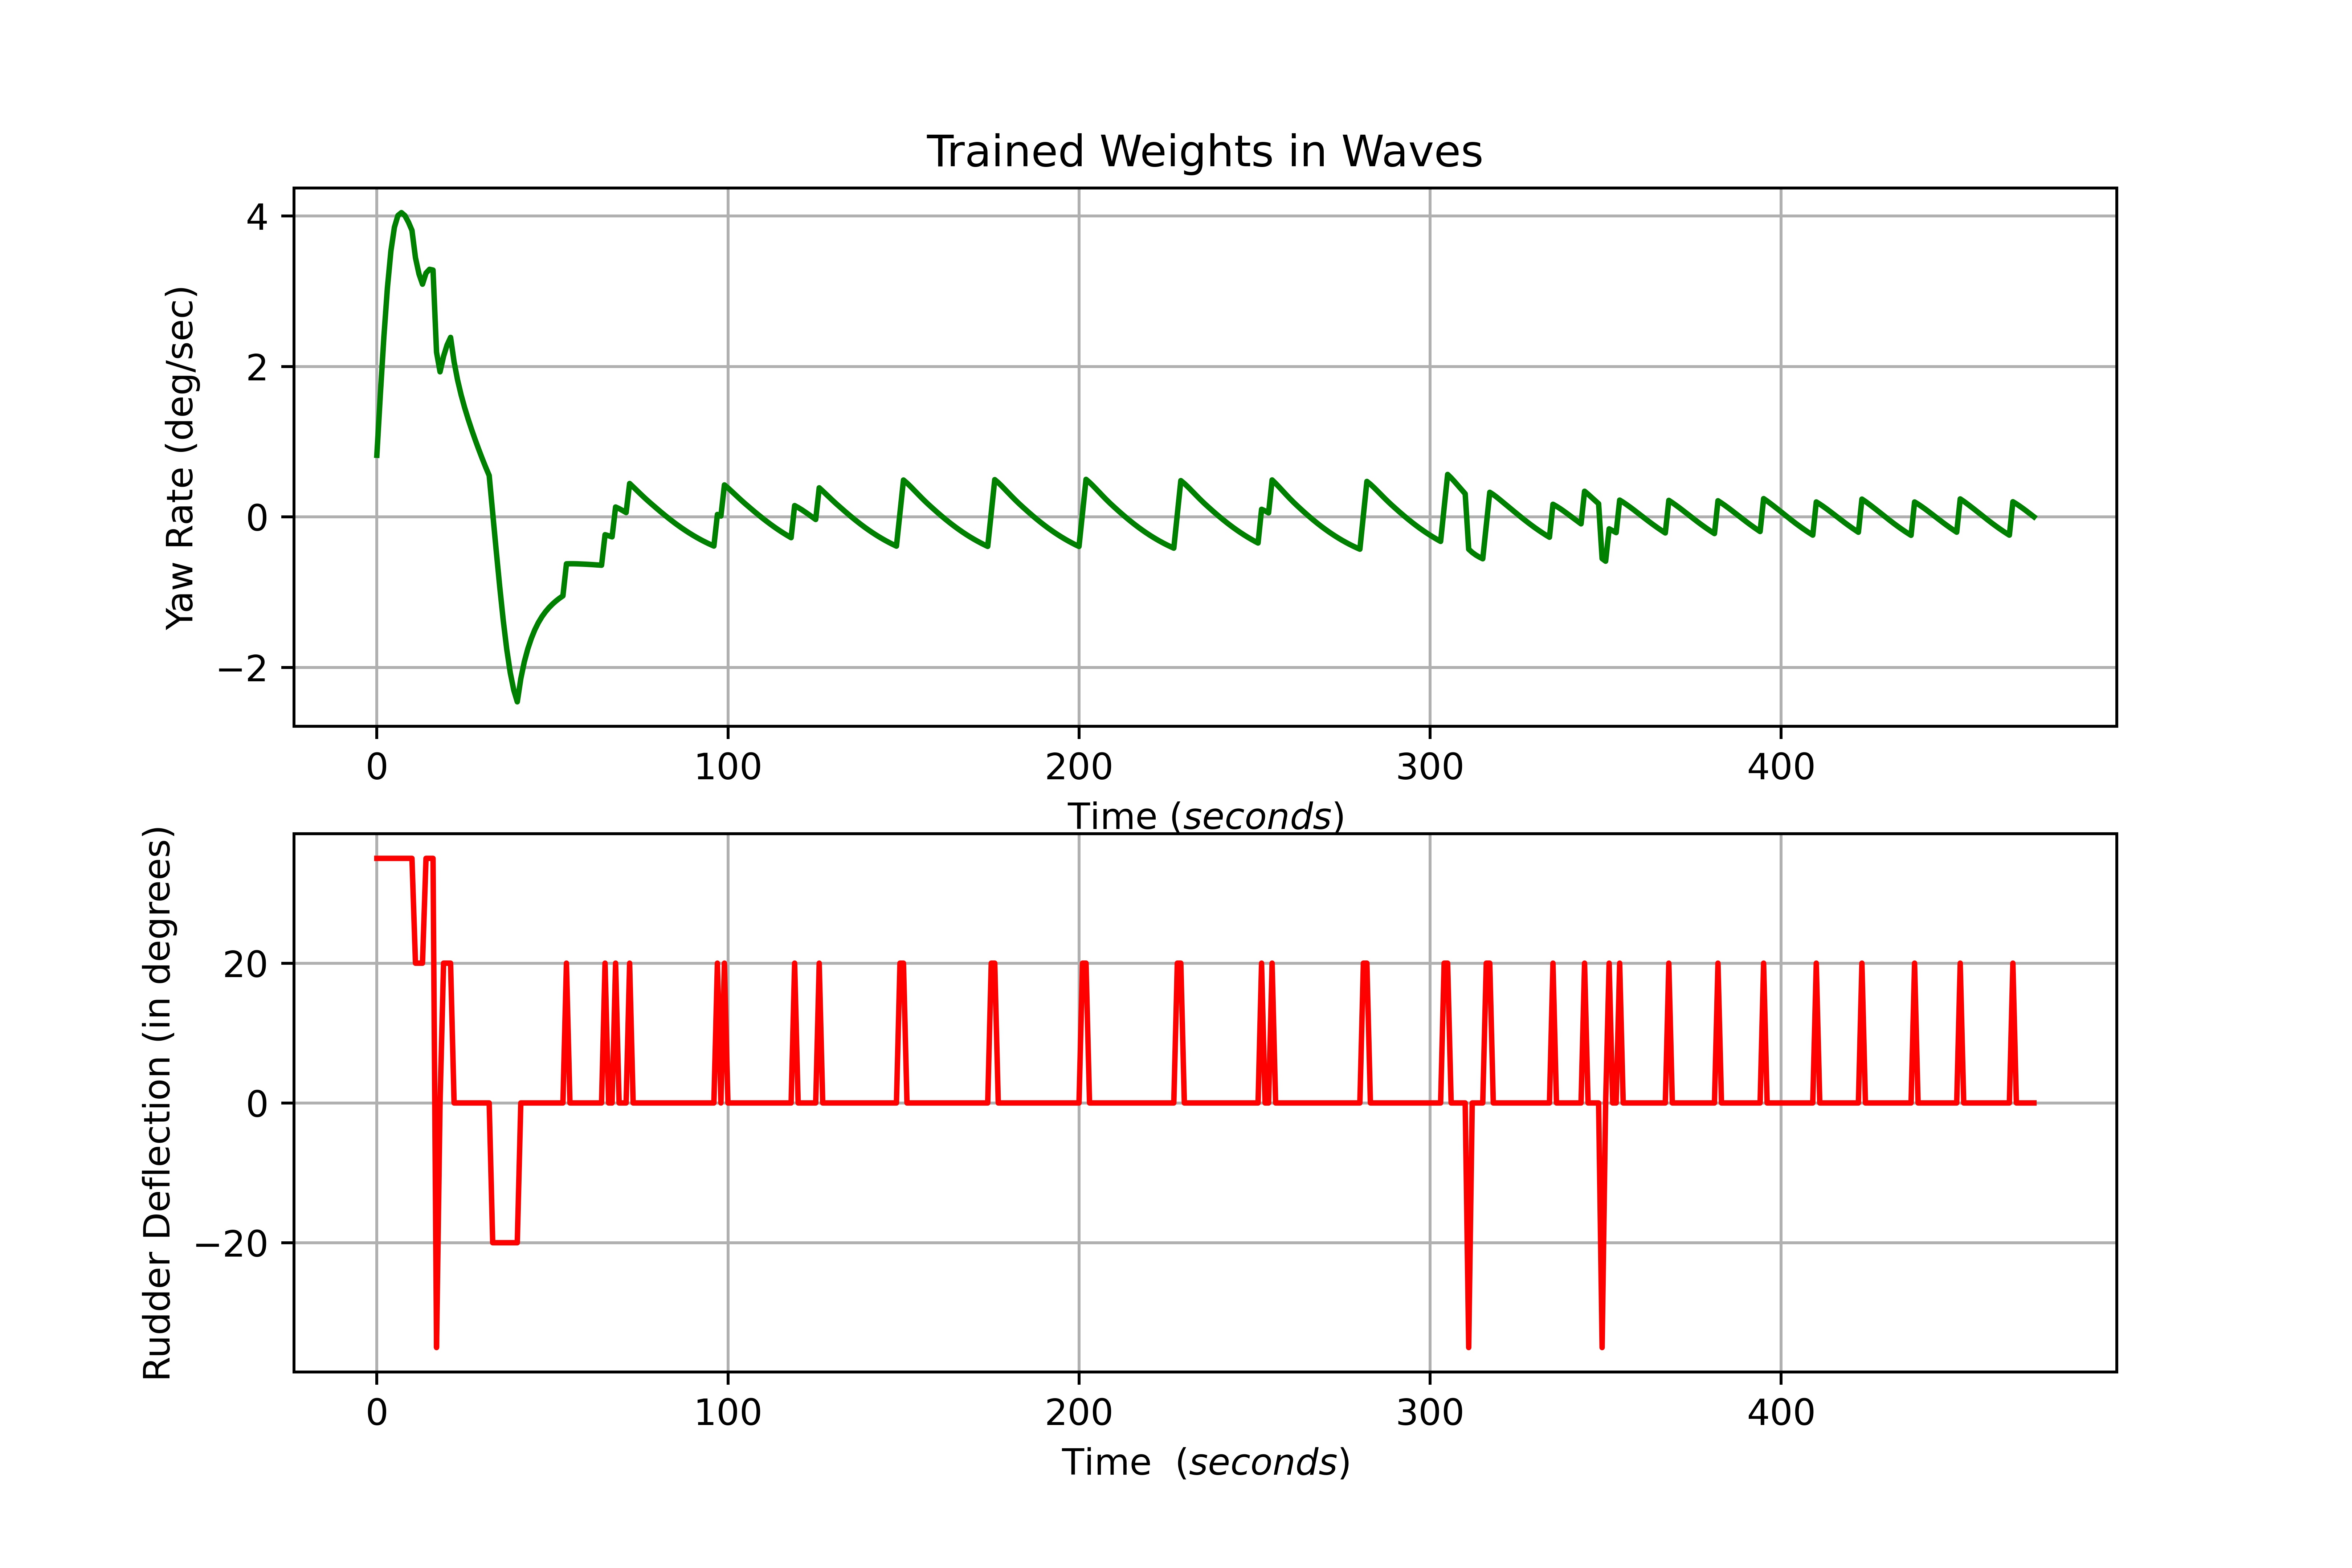 Trained Weights in Waves
Yaw Rate (deg/sec)
4
2
0
−2
0 100 200 300 400
Time (seconds)
Rudder Deflection (in degrees)
20
0
−20
0 100 200 300 400
Time (seconds)